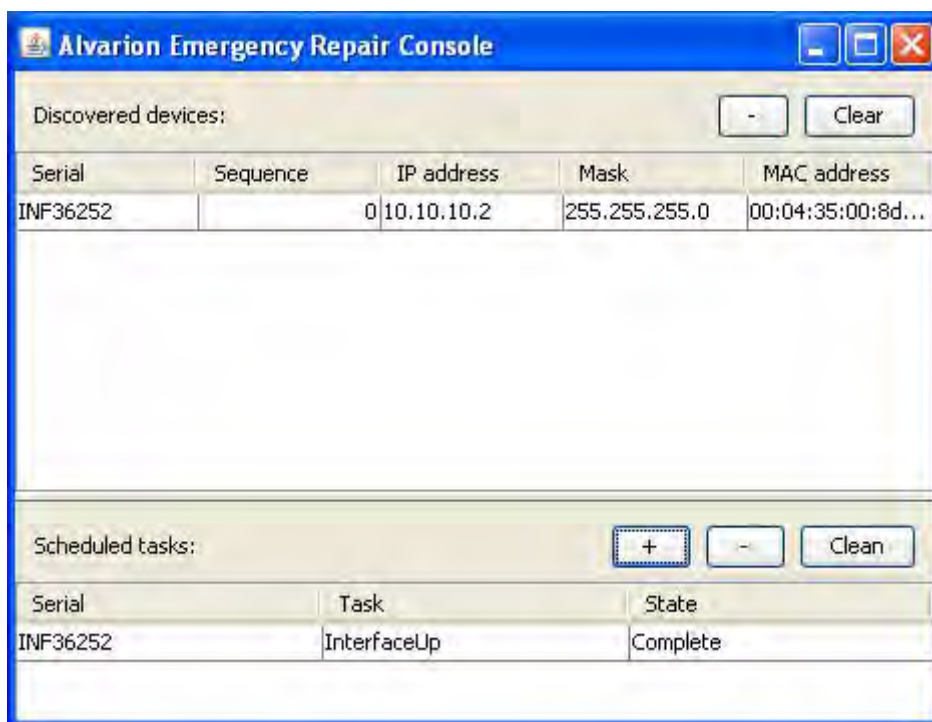 Alvarion Emergency Repair Console
Discovered devices: - Clear
Serial Sequence IP address Mask MAC address
INF36252 0 10.10.10.2 255.255.255.0 00:04:35:00:8d...
Scheduled tasks: + - Clean
Serial Task State
INF36252 InterfaceUp Complete